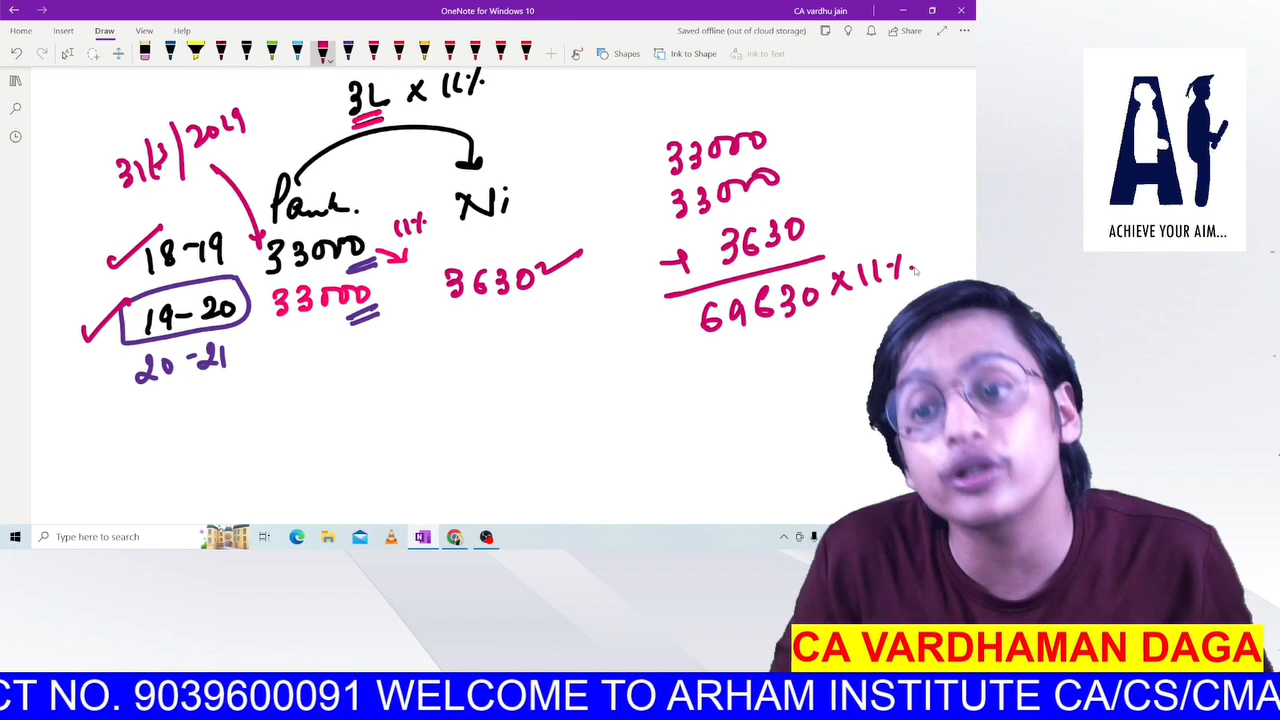 OneNote for Windows 10
CA vardhu jain
Home Insert Draw View Help
Saved offline (out of cloud storage)
Share
Shapes
Ink to Shape
Ink to Text
3L x 11%
31/3/2019
Pank.
Ni
11%
18-19 33000
3630
19-20 33000
20-21
33000
33000
+ 3630
69630 x 11%
ACHIEVE YOUR AIM...
Type here to search
CA VARDHAMAN DAGA
CT NO. 9039600091 WELCOME TO ARHAM INSTITUTE CA/CS/CMA